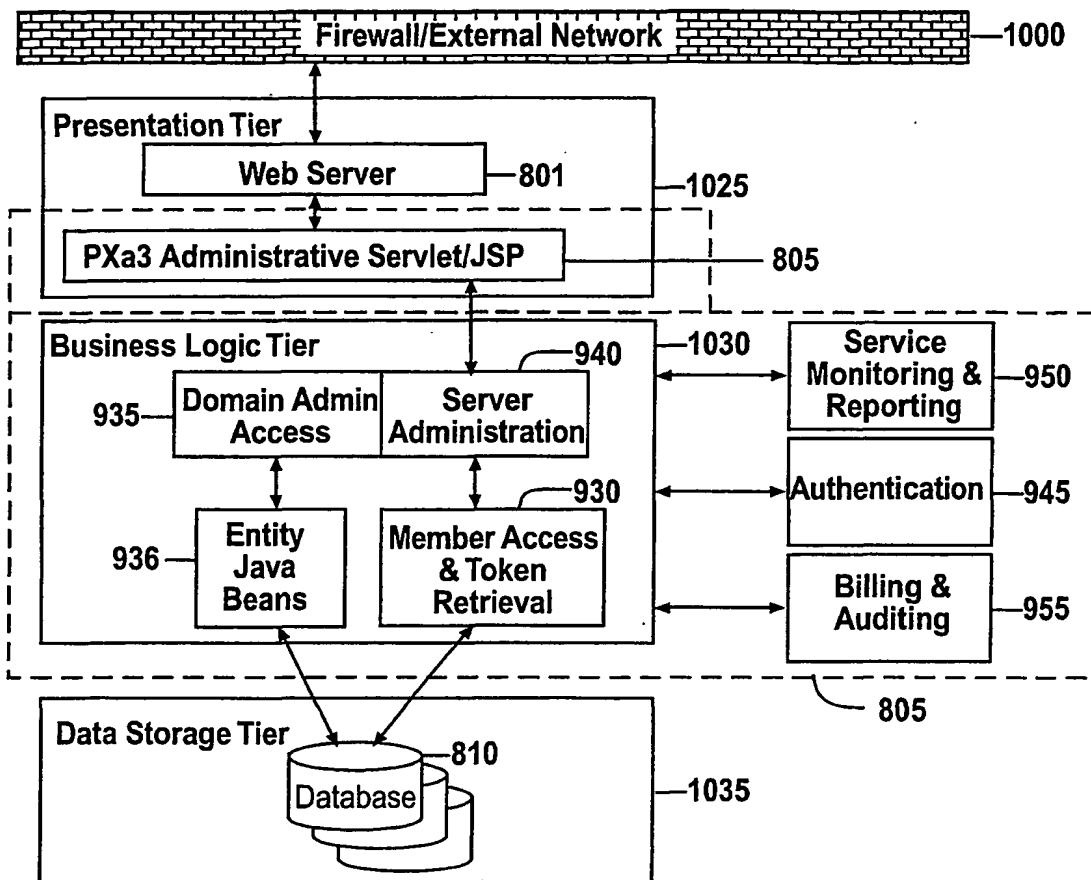 Firewall/External Network
1000
Presentation Tier
Web Server
801
1025
PXa3 Administrative Servlet/JSP
805
Business Logic Tier
1030
940
935
Domain Admin
Access
Server
Administration
Service
Monitoring &
Reporting
950
930
Authentication
945
936
Entity
Java
Beans
Member Access
& Token
Retrieval
Billing &
Auditing
955
805
Data Storage Tier
810
Database
1035